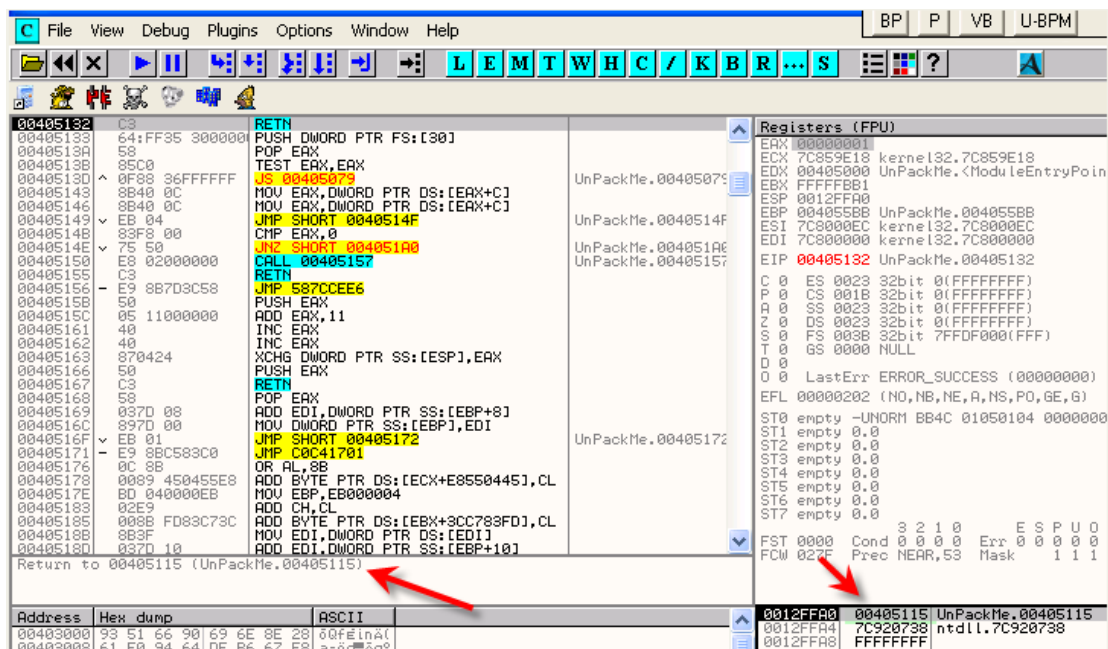 BP P VB U-BPM
C File View Debug Plugins Options Window Help
L E M T W H C / K B R ... S ? A
00405132 C3 RETN
00405133 64:FF35 300000 PUSH DWORD PTR FS:[30]
0040513A 58 POP EAX
0040513B 85C0 TEST EAX,EAX
0040513D ^ 0F88 36FFFFFF JS 00405079 UnPackMe.00405079
00405143 8B40 0C MOV EAX,DWORD PTR DS:[EAX+C]
00405146 8B40 0C MOV EAX,DWORD PTR DS:[EAX+C]
00405149 v EB 04 JMP SHORT 0040514F UnPackMe.0040514F
0040514B 83F8 00 CMP EAX,0
0040514E v 75 50 JNZ SHORT 004051A0 UnPackMe.004051A0
00405150 E8 02000000 CALL 00405157 UnPackMe.00405157
00405155 C3 RETN
00405156 - E9 8B7D3C58 JMP 587CCEE6
0040515B 50 PUSH EAX
0040515C 05 11000000 ADD EAX,11
00405161 40 INC EAX
00405162 40 INC EAX
00405163 870424 XCHG DWORD PTR SS:[ESP],EAX
00405166 50 PUSH EAX
00405167 C3 RETN
00405168 58 POP EAX
00405169 037D 08 ADD EDI,DWORD PTR SS:[EBP+8]
0040516C 897D 00 MOV DWORD PTR SS:[EBP],EDI
0040516F v EB 01 JMP SHORT 00405172 UnPackMe.00405172
00405171 - E9 8BC583C0 JMP C0C41701
00405176 0C 8B OR AL,8B
00405178 0089 450455E8 ADD BYTE PTR DS:[ECX+E8550445],CL
0040517E BD 040000EB MOV EBP,EB000004
00405183 02E9 ADD CH,CL
00405185 008B FD83C73C ADD BYTE PTR DS:[EBX+3CC783FD],CL
0040518B 8B3F MOV EDI,DWORD PTR DS:[EDI]
0040518D 037D 10 ADD EDI,DWORD PTR SS:[EBP+10]
Return to 00405115 (UnPackMe.00405115)
Address Hex dump ASCII
00403000 93 51 66 90 69 6E 8E 28
Registers (FPU)
EAX 00000001
ECX 7C859E18 kernel32.7C859E18
EDX 00405000 UnPackMe.<ModuleEntryPoin
EBX FFFFFBB1
ESP 0012FFA0
EBP 004055BB UnPackMe.004055BB
ESI 7C8000EC kernel32.7C8000EC
EDI 7C800000 kernel32.7C800000
EIP 00405132 UnPackMe.00405132
C 0 ES 0023 32bit 0(FFFFFFFF)
P 0 CS 001B 32bit 0(FFFFFFFF)
A 0 SS 0023 32bit 0(FFFFFFFF)
Z 0 DS 0023 32bit 0(FFFFFFFF)
S 0 FS 003B 32bit 7FFDF000(FFF)
T 0 GS 0000 NULL
D 0
O 0 LastErr ERROR_SUCCESS (00000000)
EFL 00000202 (NO,NB,NE,A,NS,PO,GE,G)
ST0 empty -UNORM BB4C 01050104 0000000
ST1 empty 0.0
ST2 empty 0.0
ST3 empty 0.0
ST4 empty 0.0
ST5 empty 0.0
ST6 empty 0.0
ST7 empty 0.0
3 2 1 0 E S P U O
FST 0000 Cond 0 0 0 0 Err 0 0 0 0 0
FCW 027F Prec NEAR,53 Mask 1 1 1
0012FFA0 00405115 UnPackMe.00405115
0012FFA4 7C920738 ntdll.7C920738
0012FFA8 FFFFFFFF